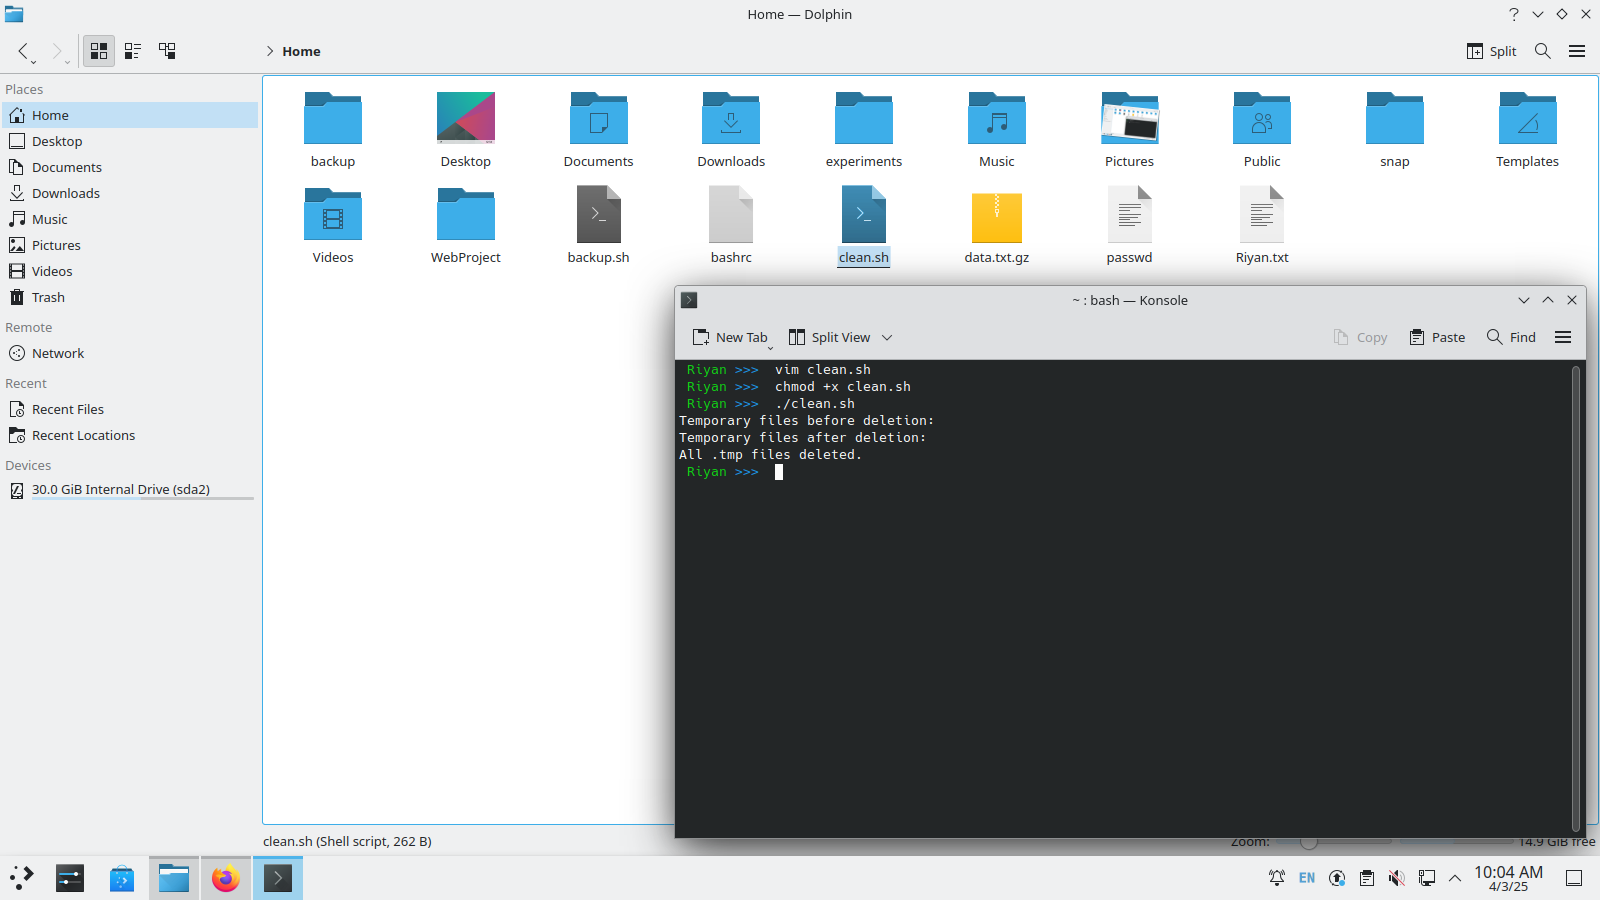 Home — Dolphin
Home
Split
Places
Home
Desktop
Documents
Downloads
Music
Pictures
Videos
Trash
Remote
Network
Recent
Recent Files
Recent Locations
Devices
30.0 GiB Internal Drive (sda2)
backup
Desktop
Documents
Downloads
experiments
Music
Pictures
Public
snap
Templates
Videos
WebProject
backup.sh
bashrc
clean.sh
data.txt.gz
passwd
Riyan.txt
~ : bash — Konsole
New Tab
Split View
Copy
Paste
Find
Riyan >>> vim clean.sh
Riyan >>> chmod +x clean.sh
Riyan >>> ./clean.sh
Temporary files before deletion:
Temporary files after deletion:
All .tmp files deleted.
Riyan >>>
clean.sh (Shell script, 262 B)
Zoom:
14.9 GiB free
EN
10:04 AM
4/3/25